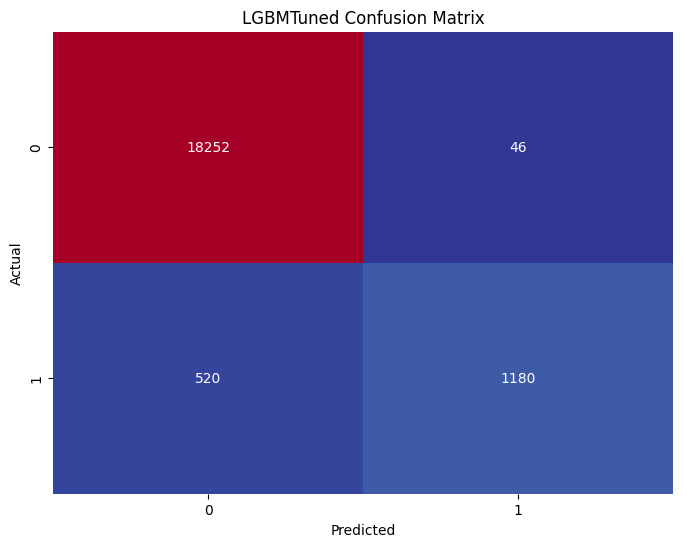 LGBMTuned Confusion Matrix
Actual
0
18252
46
1
520
1180
0
1
Predicted